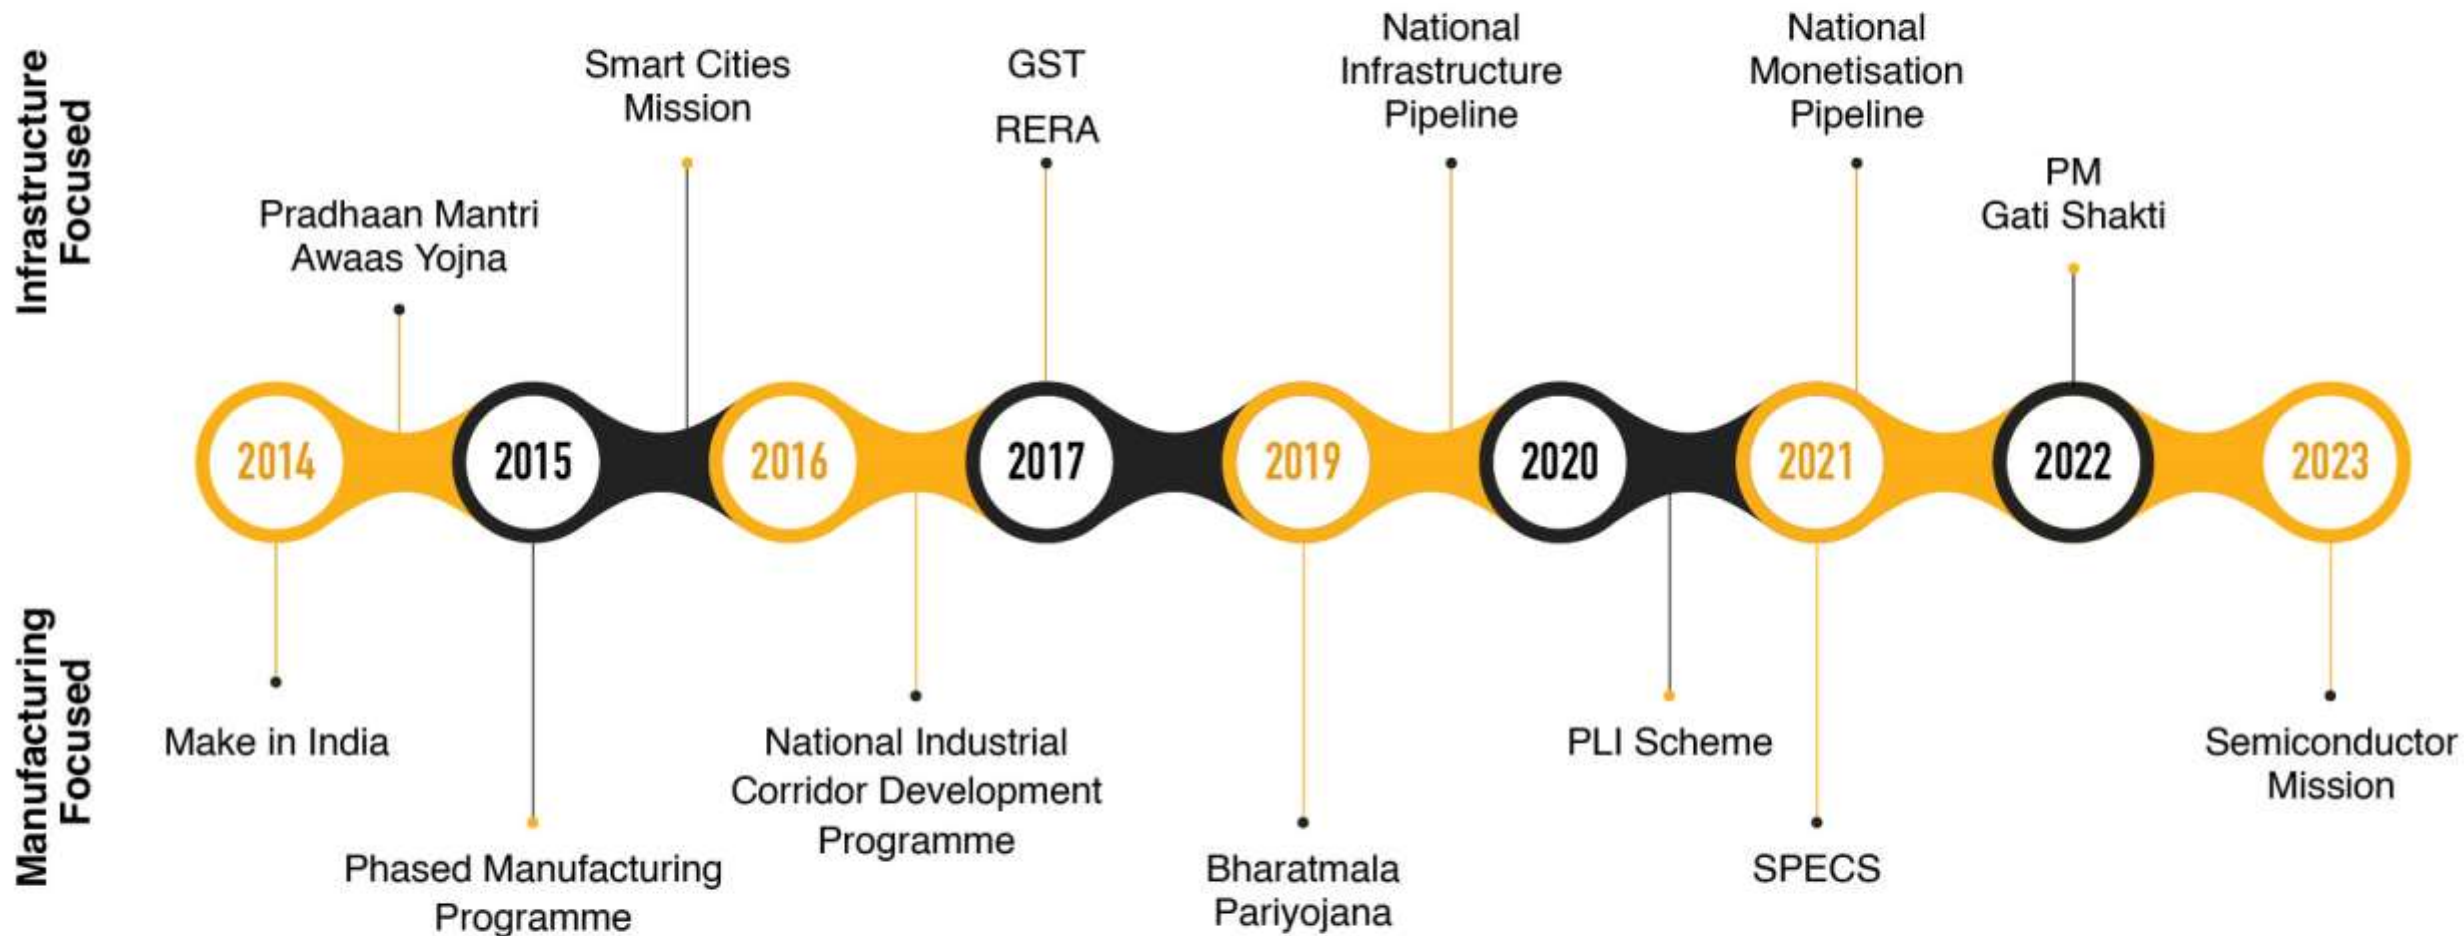 Infrastructure
Focused
Pradhaan Mantri
Awaas Yojna
Smart Cities
Mission
GST
RERA
National
Infrastructure
Pipeline
National
Monetisation
Pipeline
PM
Gati Shakti
2014
2015
2016
2017
2019
2020
2021
2022
2023
Manufacturing
Focused
Make in India
Phased Manufacturing
Programme
National Industrial
Corridor Development
Programme
Bharatmala
Pariyojana
PLI Scheme
SPECS
Semiconductor
Mission